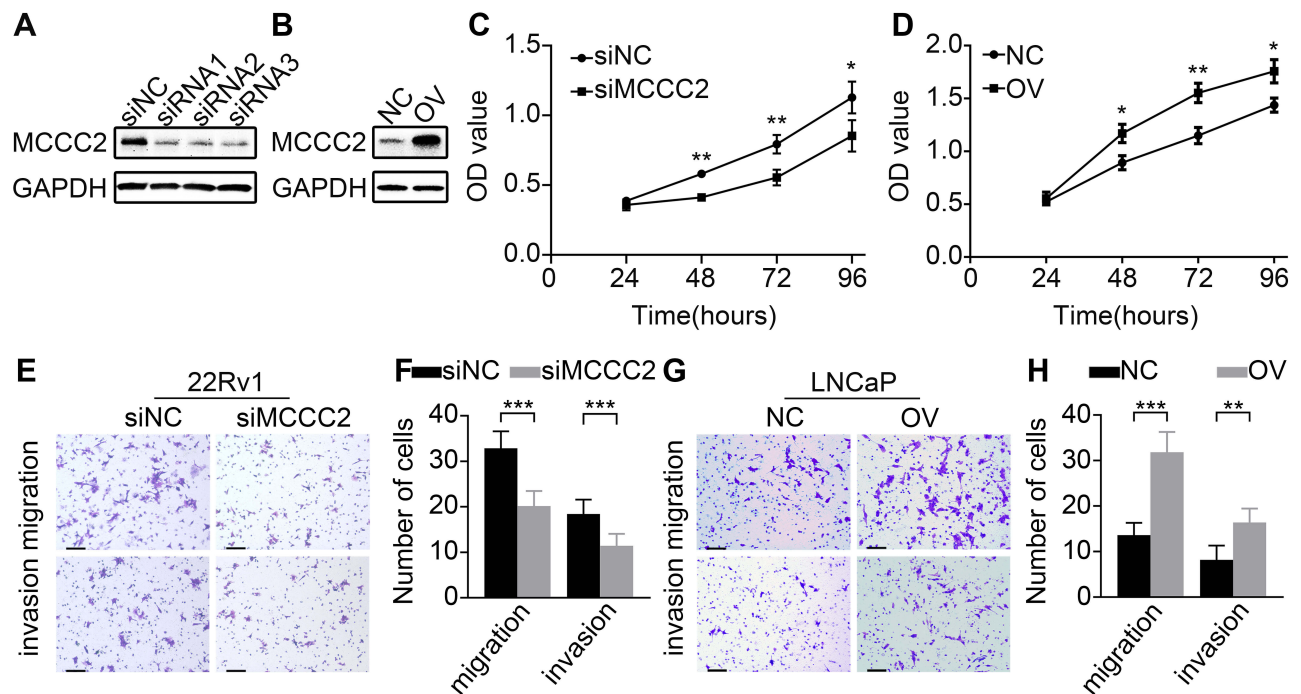 A
siNC
siRNA1
siRNA2
siRNA3
MCCC2
GAPDH
B
NC
OV
MCCC2
GAPDH
C
siNC
siMCCC2
OD value
1.5
1.0
0.5
0.0
*
**
**
0
24
48
72
96
Time(hours)
D
NC
OV
OD value
2.0
1.5
1.0
0.5
0.0
*
**
*
0
24
48
72
96
Time(hours)
E
22Rv1
siNC
siMCCC2
invasion migration
F
siNC
siMCCC2
Number of cells
40
30
20
10
0
***
***
migration
invasion
G
LNCaP
NC
OV
invasion migration
H
NC
OV
Number of cells
40
30
20
10
0
***
**
migration
invasion